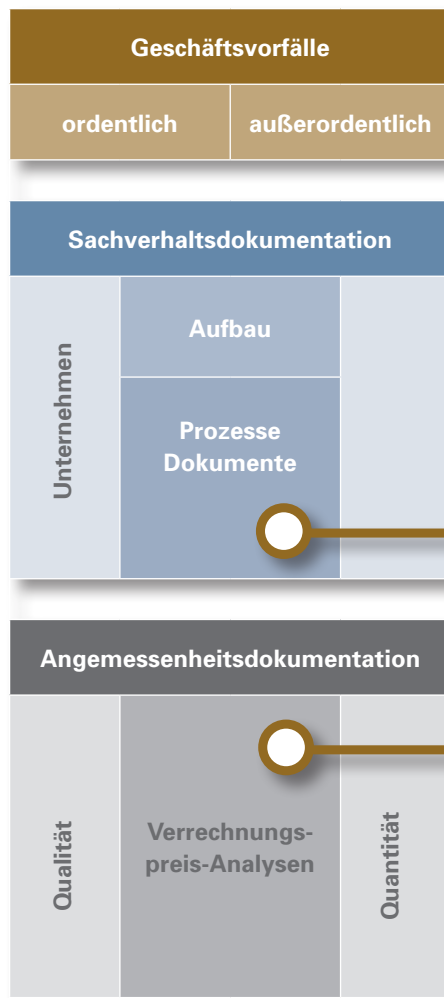 Geschäftsvorfälle
ordentlich
außerordentlich
Sachverhaltsdokumentation
Unternehmen
Aufbau
Prozesse
Dokumente
Angemessenheitsdokumentation
Qualität
Verrechnungs-
preis-Analysen
Quantität